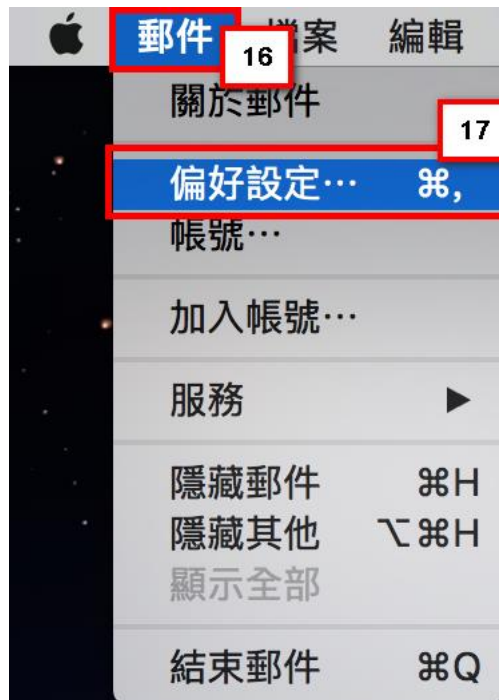 郵件 檔案 編輯
16
關於郵件
17
偏好設定… ⌘,
帳號…
加入帳號…
服務 ▶
隱藏郵件 ⌘H
隱藏其他 ⌥⌘H
顯示全部
結束郵件 ⌘Q